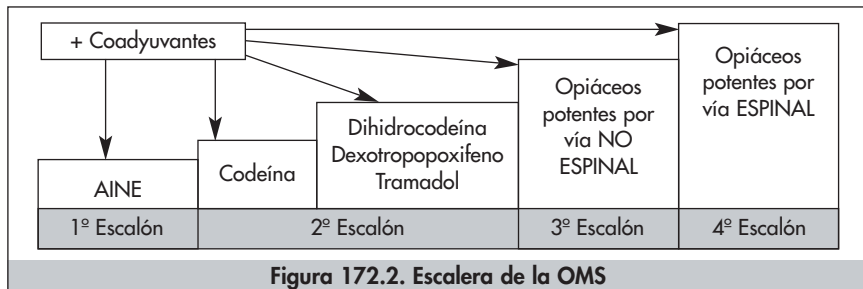 + Coadyuvantes
AINE
Codeína
Dihidrocodeína
Dexotropopoxifeno
Tramadol
Opiáceos
potentes por
vía NO
ESPINAL
Opiáceos
potentes por
vía ESPINAL
1º Escalón
2º Escalón
3º Escalón
4º Escalón
Figura 172.2. Escalera de la OMS